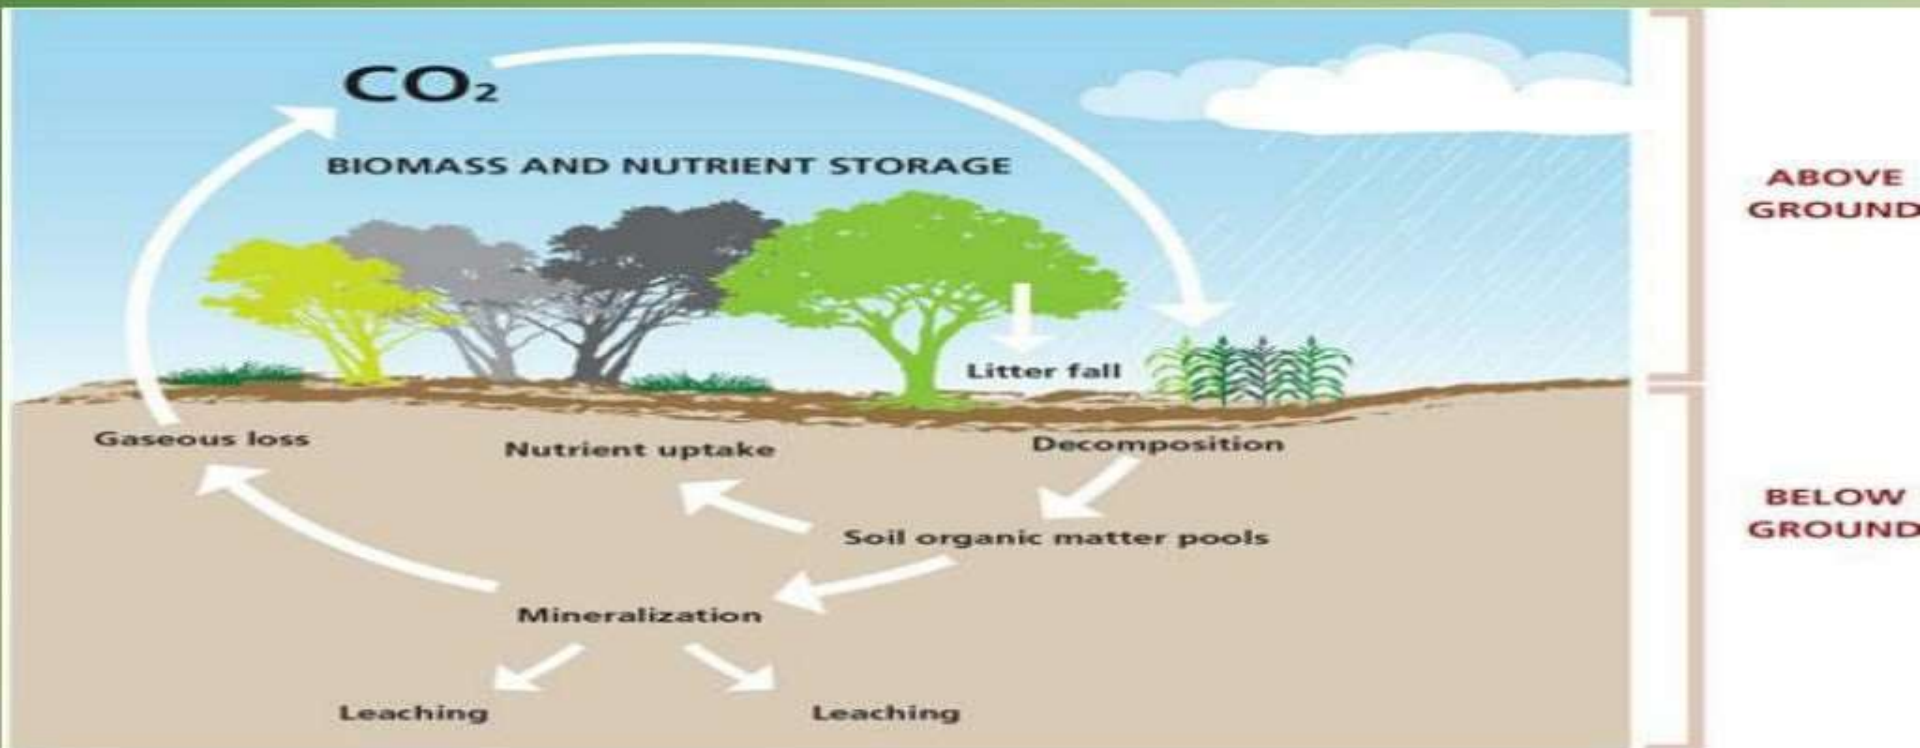 CO₂
BIOMASS AND NUTRIENT STORAGE
ABOVE
GROUND
Litter fall
Gaseous loss
Nutrient uptake
Decomposition
BELOW
GROUND
Soil organic matter pools
Mineralization
Leaching
Leaching